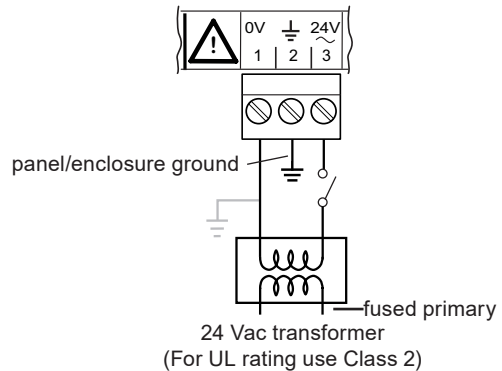 !
0V ⏚ 24V ~
1 2 3
panel/enclosure ground
fused primary
24 Vac transformer
(For UL rating use Class 2)